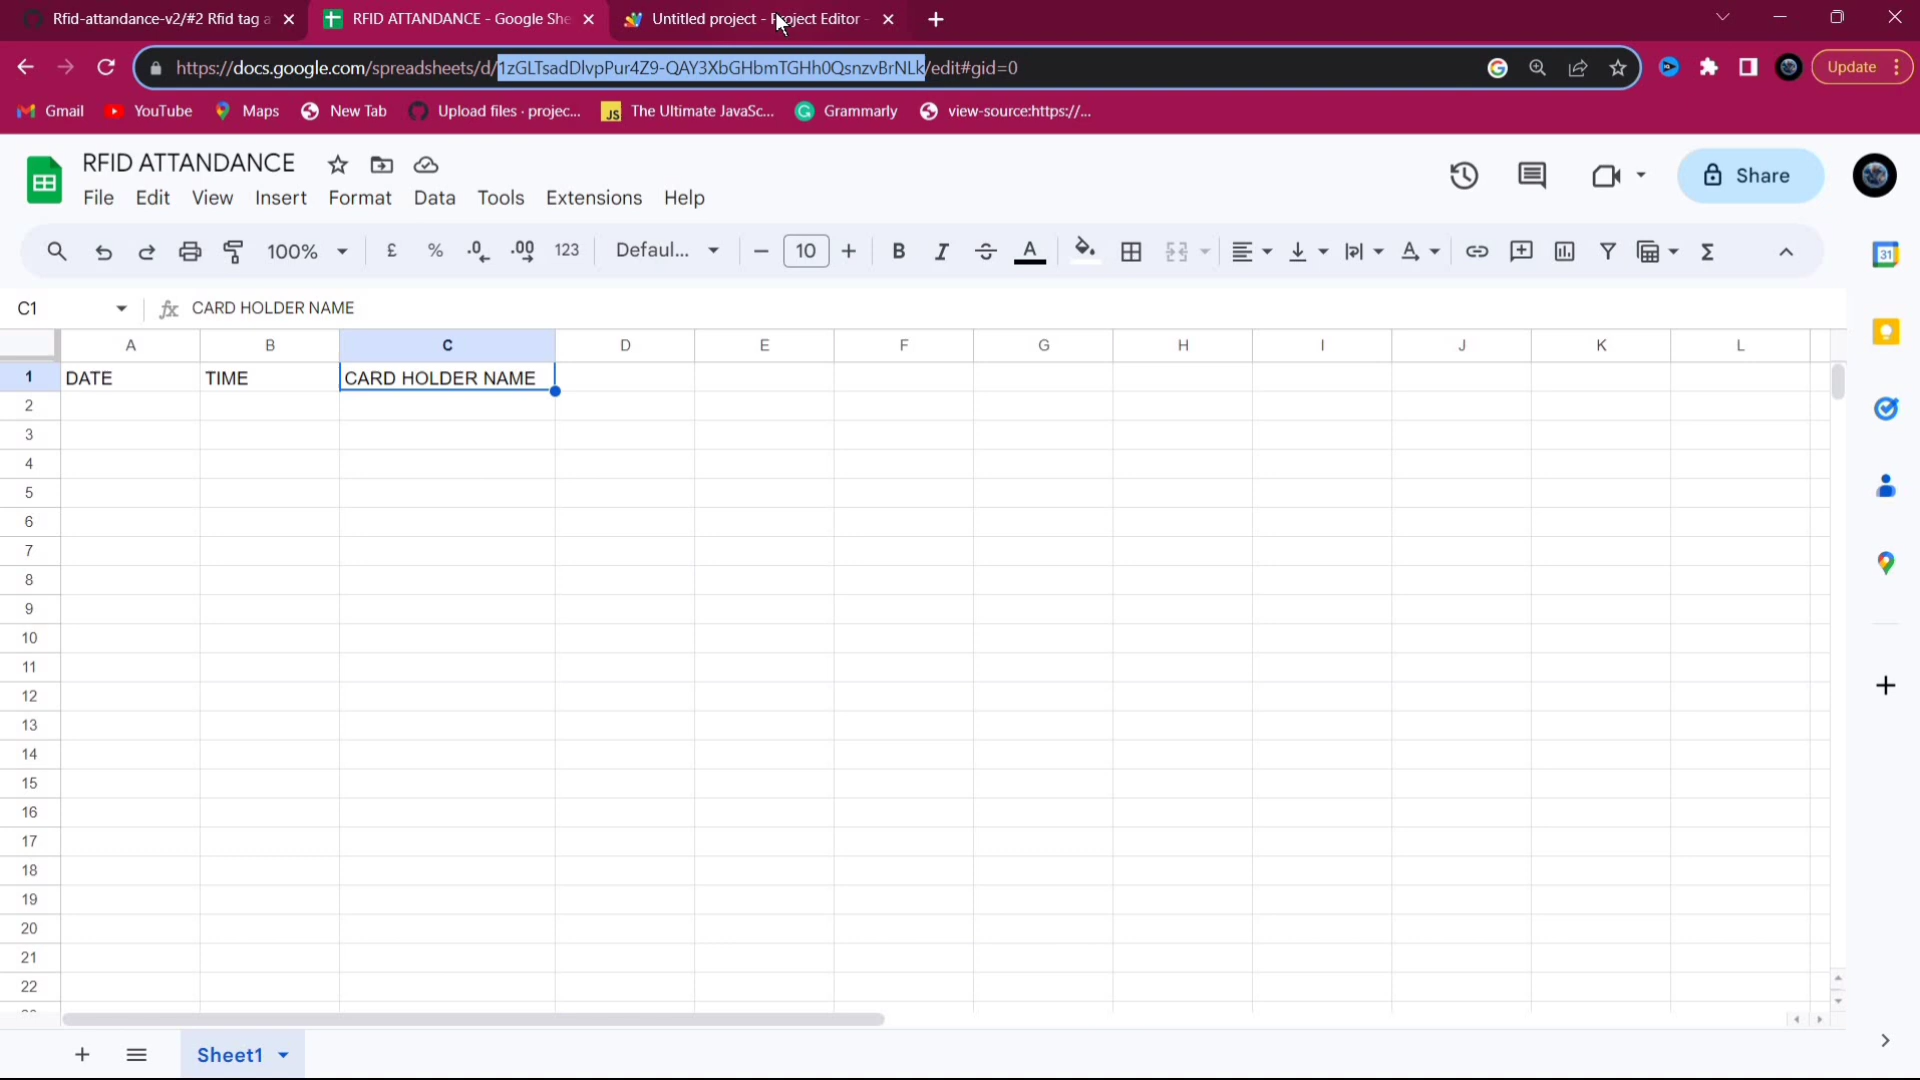 Rfid-attandance-v2/#2 Rfid tag a
RFID ATTANDANCE - Google She
Untitled project - Project Editor -
https://docs.google.com/spreadsheets/d/1zGLTsadDlvpPur4Z9-QAY3XbGHbmTGHh0QsnzvBrNLk/edit#gid=0
Update
Gmail
YouTube
Maps
New Tab
Upload files · projec...
The Ultimate JavaSc...
Grammarly
view-source:https://...
RFID ATTANDANCE
File
Edit
View
Insert
Format
Data
Tools
Extensions
Help
Share
100%
£
%
.0
.00
123
Defaul...
10
B
I
A
31
C1
fx
CARD HOLDER NAME
A
B
C
D
E
F
G
H
I
J
K
L
1
DATE
TIME
CARD HOLDER NAME
2
3
4
5
6
7
8
9
10
11
12
13
14
15
16
17
18
19
20
21
22
Sheet1